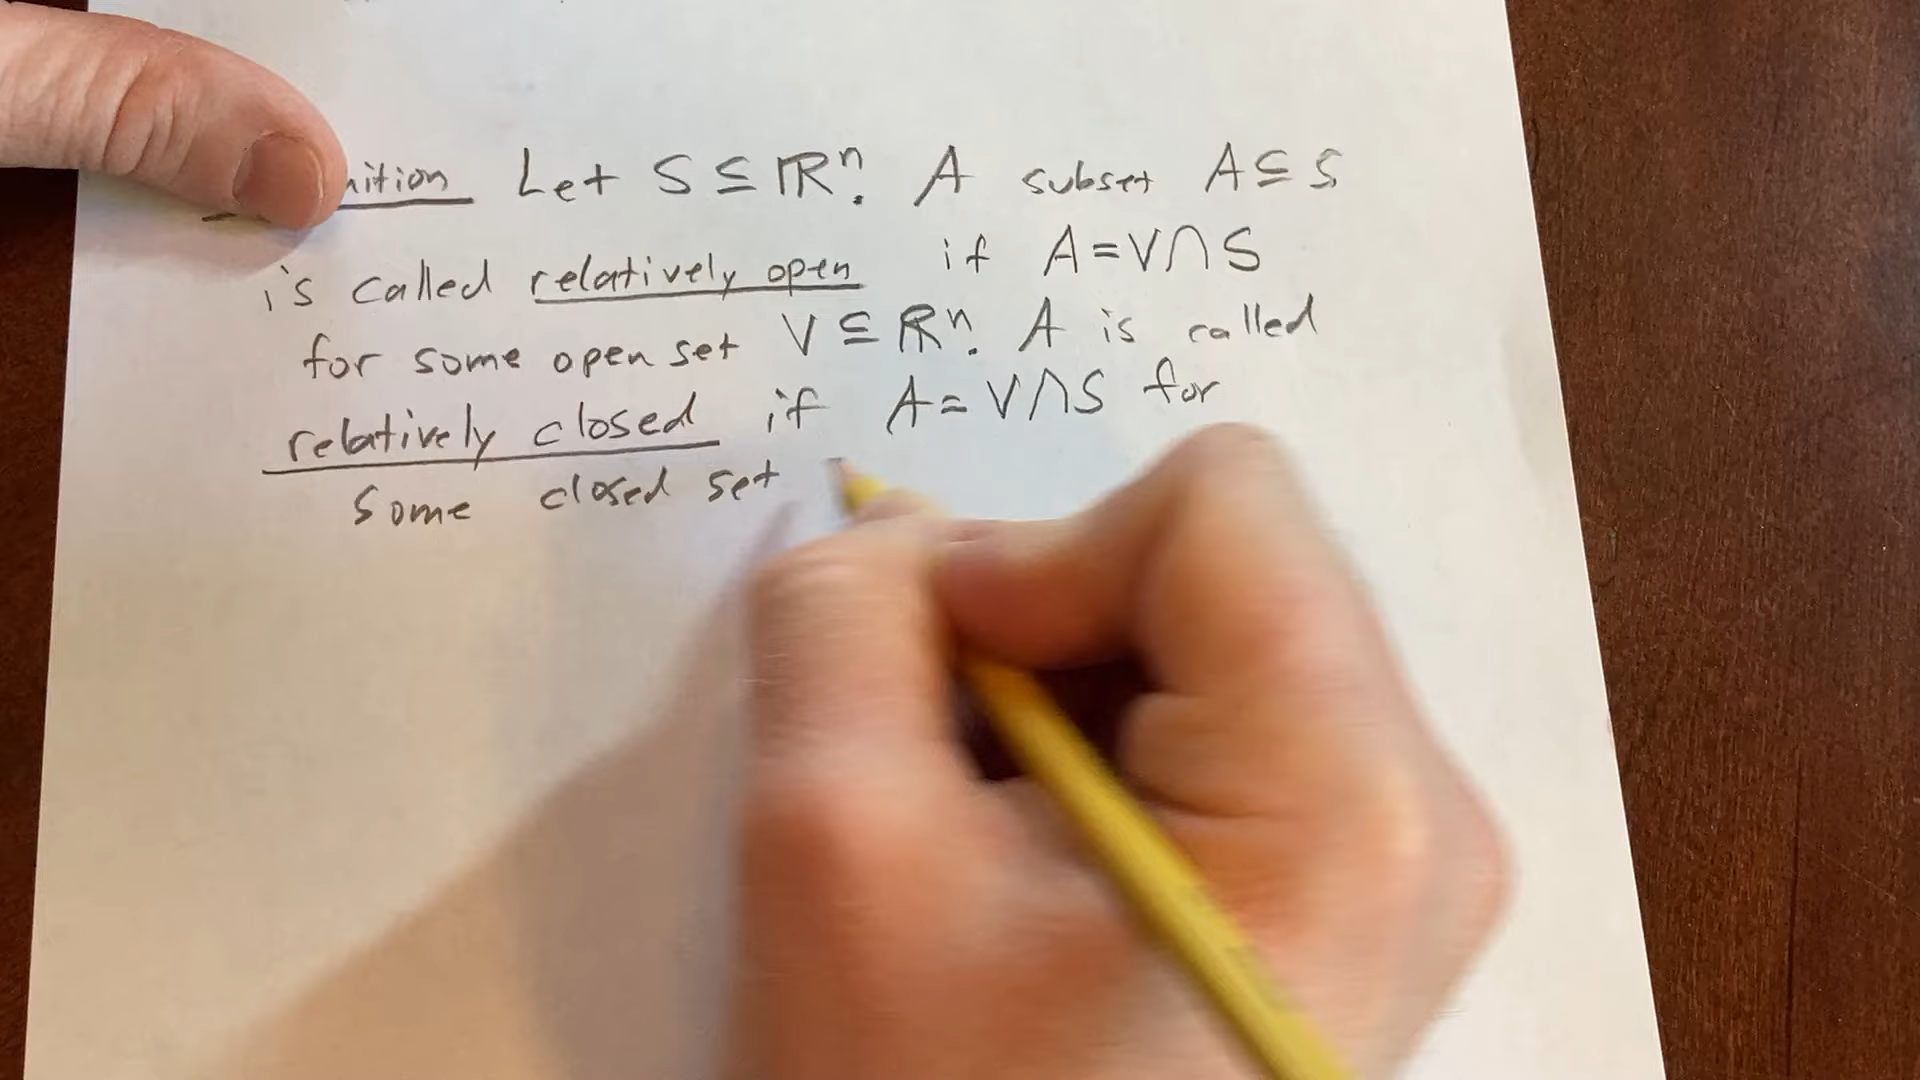 nition Let S ⊆ ℝⁿ. A subset A ⊆ S
is called relatively open if A = V ∩ S
for some open set V ⊆ ℝⁿ. A is called
relatively closed if A = V ∩ S for
some closed set